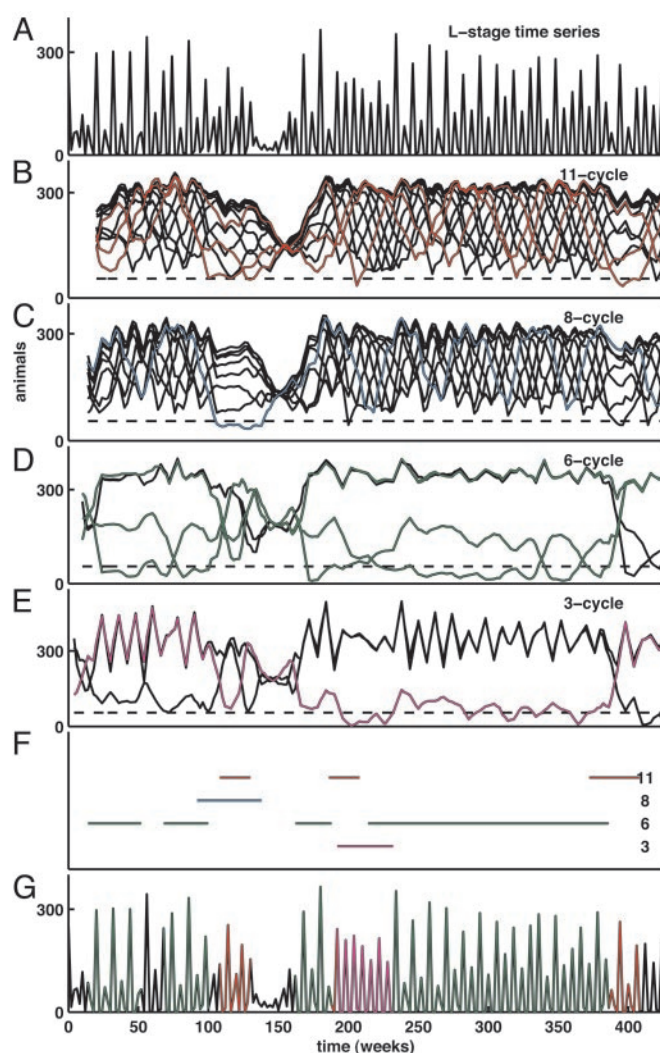 A
L-stage time series
300
0
B
11-cycle
300
0
C
8-cycle
300
0
animals
D
6-cycle
300
0
E
3-cycle
300
0
F
11
8
6
3
G
300
0
0 50 100 150 200 250 300 350 400
time (weeks)